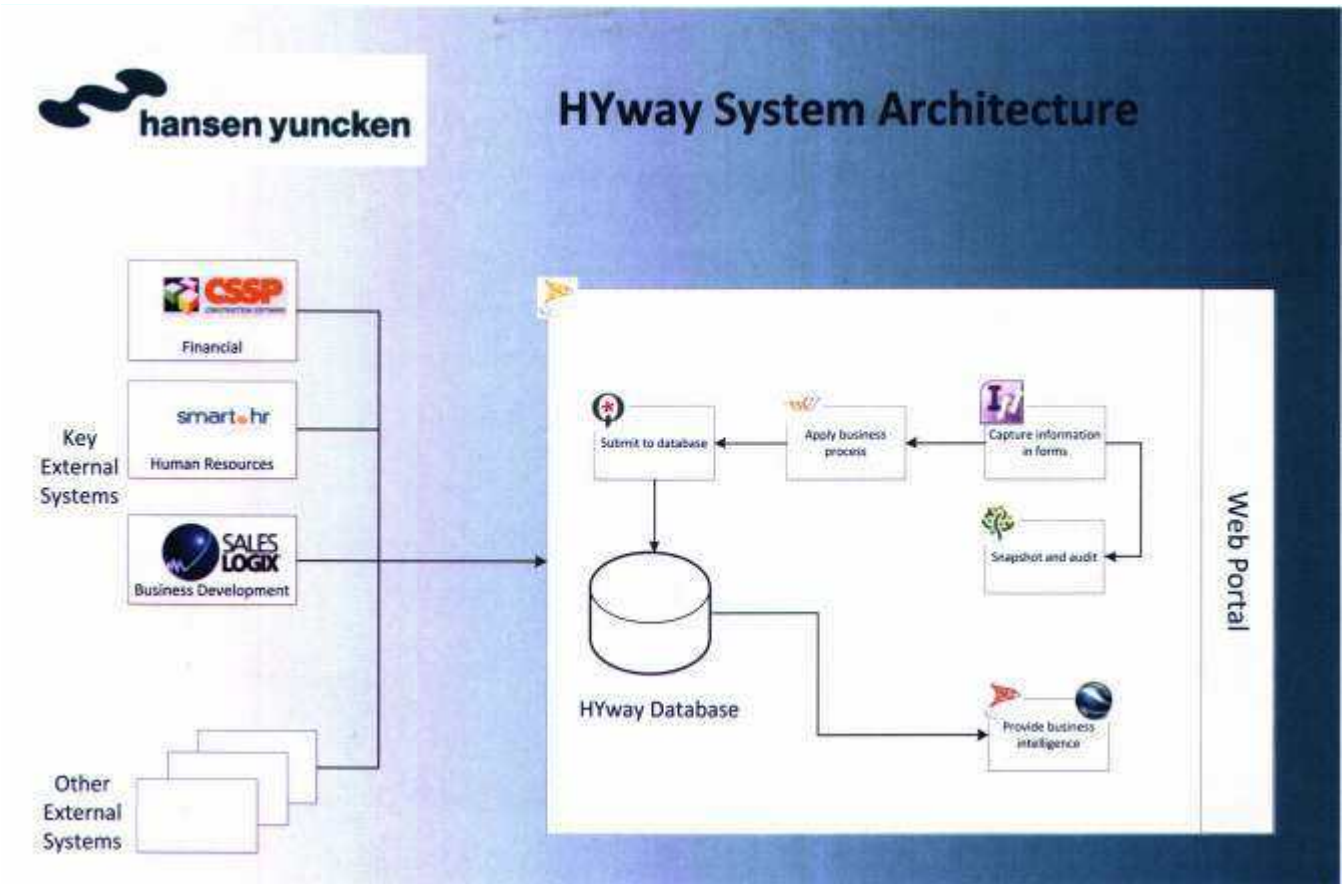 hansen yuncken
HYway System Architecture
Key
External
Systems
CSSP
CONSTRUCTION SOFTWARE
Financial
smart.hr
Human Resources
SALES
LOGIX
Business Development
Other
External
Systems
Submit to database
Apply business
process
Capture information
in forms
Snapshot and audit
HYway Database
Provide business
intelligence
Web Portal